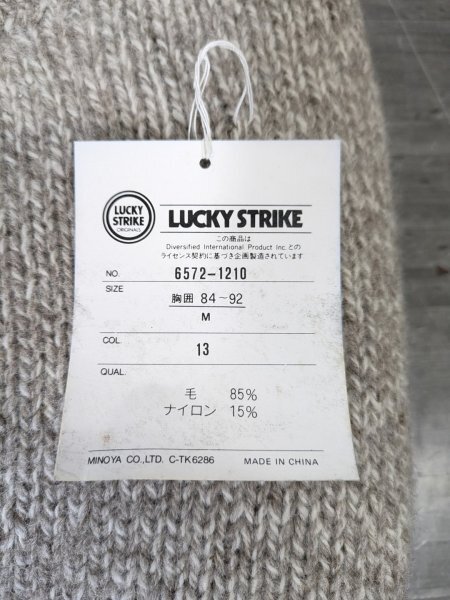 LUCKY
STRIKE
ORIGINALS
LUCKY STRIKE
この商品は
Diversified International Product Inc.との
ライセンス契約に基づき企画製造されています
NO. 6572-1210
SIZE
胸囲 84～92
M
COL. 13
QUAL.
毛 85%
ナイロン 15%
MINOYA CO.,LTD. C-TK6286 MADE IN CHINA